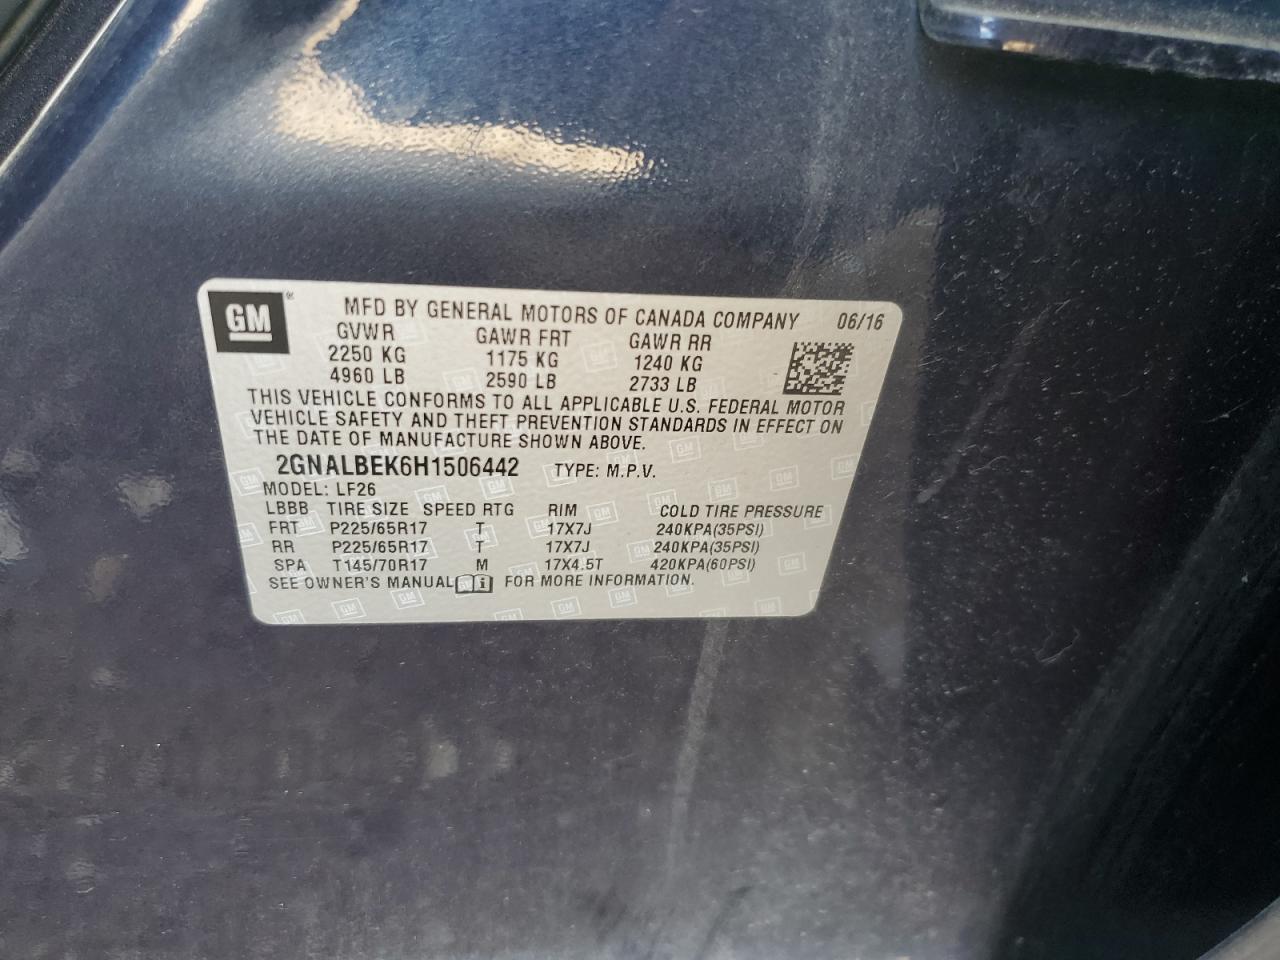 GM ®
MFD BY GENERAL MOTORS OF CANADA COMPANY 06/16
GVWR GAWR FRT GAWR RR
2250 KG 1175 KG 1240 KG
4960 LB 2590 LB 2733 LB
THIS VEHICLE CONFORMS TO ALL APPLICABLE U.S. FEDERAL MOTOR
VEHICLE SAFETY AND THEFT PREVENTION STANDARDS IN EFFECT ON
THE DATE OF MANUFACTURE SHOWN ABOVE.
2GNALBEK6H1506442 TYPE: M.P.V.
MODEL: LF26
LBBB TIRE SIZE SPEED RTG RIM COLD TIRE PRESSURE
FRT P225/65R17 T 17X7J 240KPA(35PSI)
RR P225/65R17 T 17X7J 240KPA(35PSI)
SPA T145/70R17 M 17X4.5T 420KPA(60PSI)
SEE OWNER'S MANUAL i FOR MORE INFORMATION.